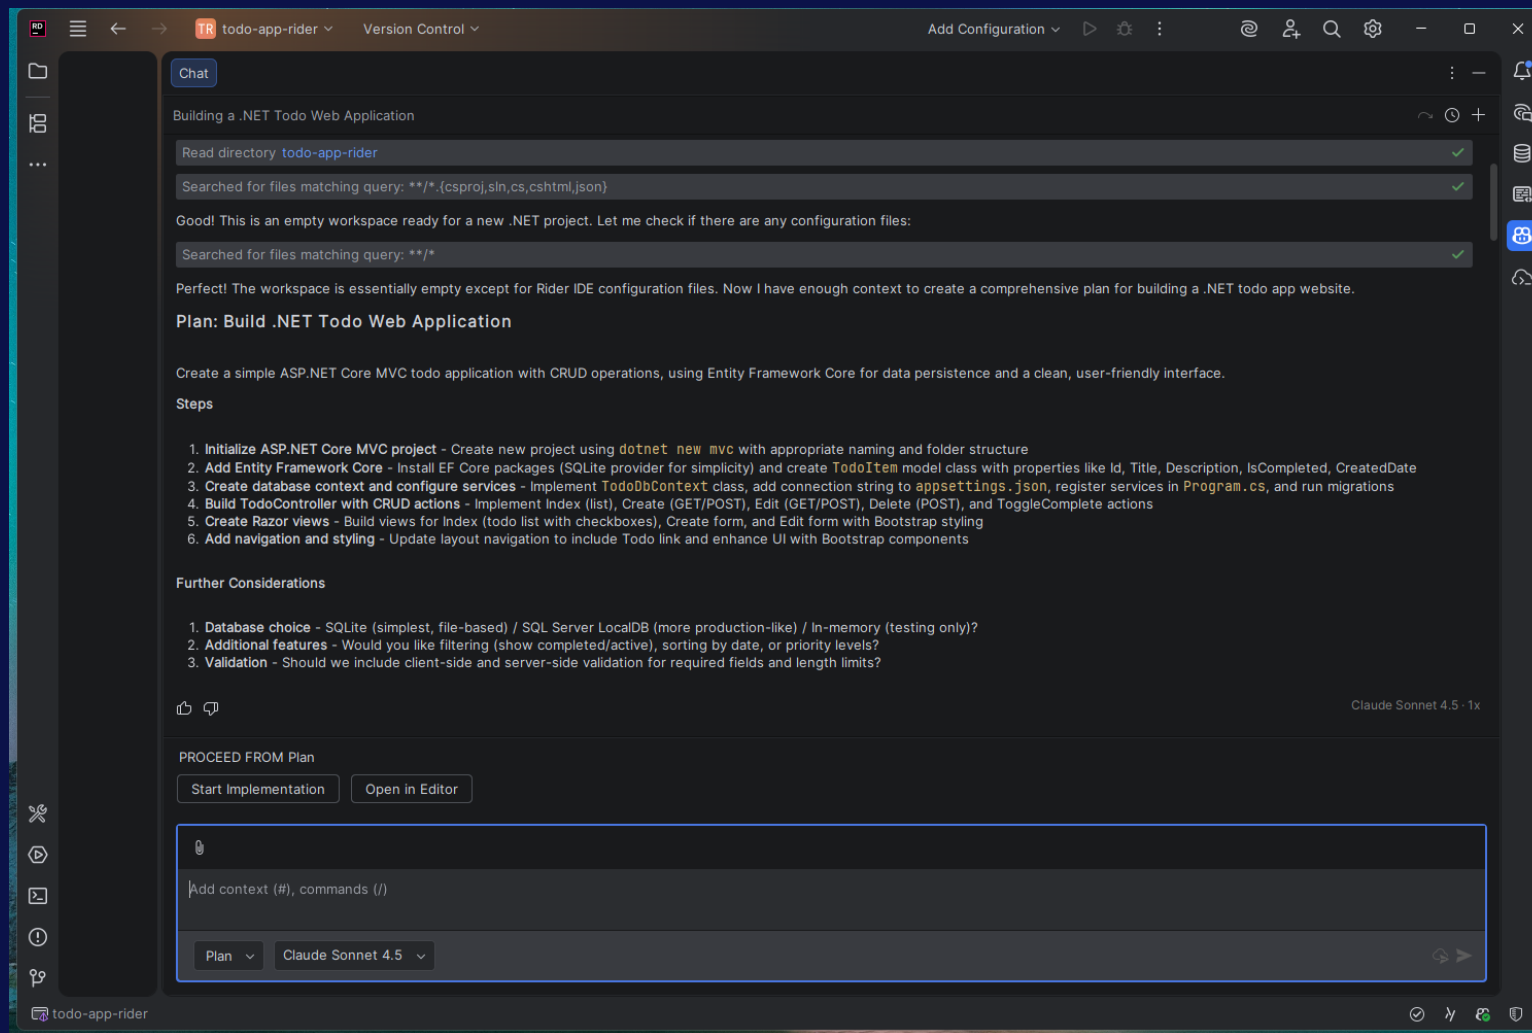 RD
TR todo-app-rider
Version Control
Add Configuration
Chat
Building a .NET Todo Web Application
Read directory todo-app-rider
Searched for files matching query: **/*.{csproj,sln,cs,cshtml,json}
Good! This is an empty workspace ready for a new .NET project. Let me check if there are any configuration files:
Searched for files matching query: **/*
Perfect! The workspace is essentially empty except for Rider IDE configuration files. Now I have enough context to create a comprehensive plan for building a .NET todo app website.
Plan: Build .NET Todo Web Application
Create a simple ASP.NET Core MVC todo application with CRUD operations, using Entity Framework Core for data persistence and a clean, user-friendly interface.
Steps
1. Initialize ASP.NET Core MVC project - Create new project using dotnet new mvc with appropriate naming and folder structure
2. Add Entity Framework Core - Install EF Core packages (SQLite provider for simplicity) and create TodoItem model class with properties like Id, Title, Description, IsCompleted, CreatedDate
3. Create database context and configure services - Implement TodoDbContext class, add connection string to appsettings.json, register services in Program.cs, and run migrations
4. Build TodoController with CRUD actions - Implement Index (list), Create (GET/POST), Edit (GET/POST), Delete (POST), and ToggleComplete actions
5. Create Razor views - Build views for Index (todo list with checkboxes), Create form, and Edit form with Bootstrap styling
6. Add navigation and styling - Update layout navigation to include Todo link and enhance UI with Bootstrap components
Further Considerations
1. Database choice - SQLite (simplest, file-based) / SQL Server LocalDB (more production-like) / In-memory (testing only)?
2. Additional features - Would you like filtering (show completed/active), sorting by date, or priority levels?
3. Validation - Should we include client-side and server-side validation for required fields and length limits?
Claude Sonnet 4.5 · 1x
PROCEED FROM Plan
Start Implementation
Open in Editor
Add context (#), commands (/)
Plan
Claude Sonnet 4.5
todo-app-rider